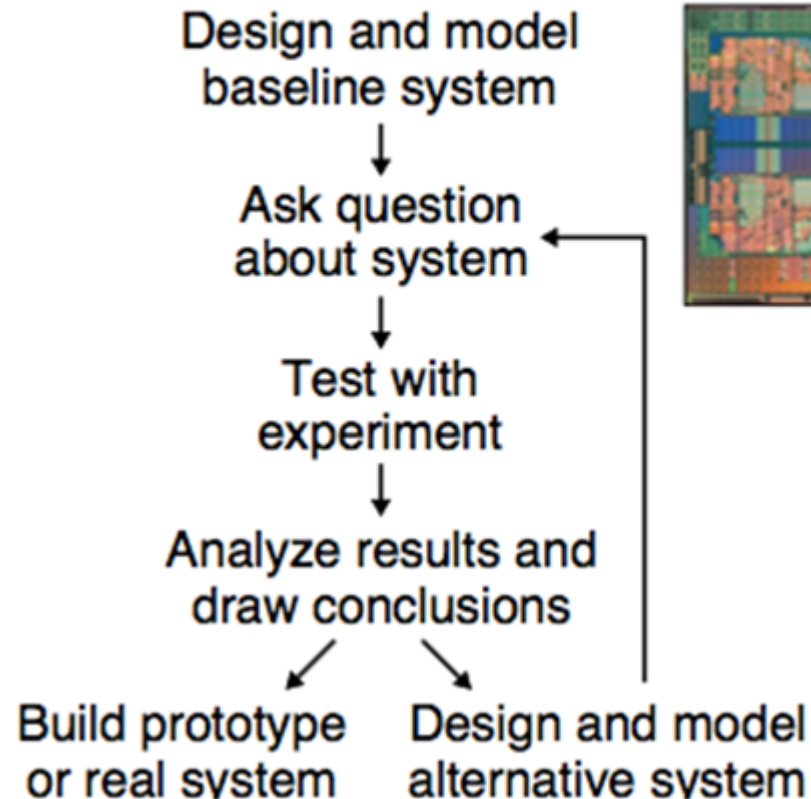 Design and model
baseline system
Ask question
about system
Test with
experiment
Analyze results and
draw conclusions
Build prototype
or real system
Design and model
alternative system